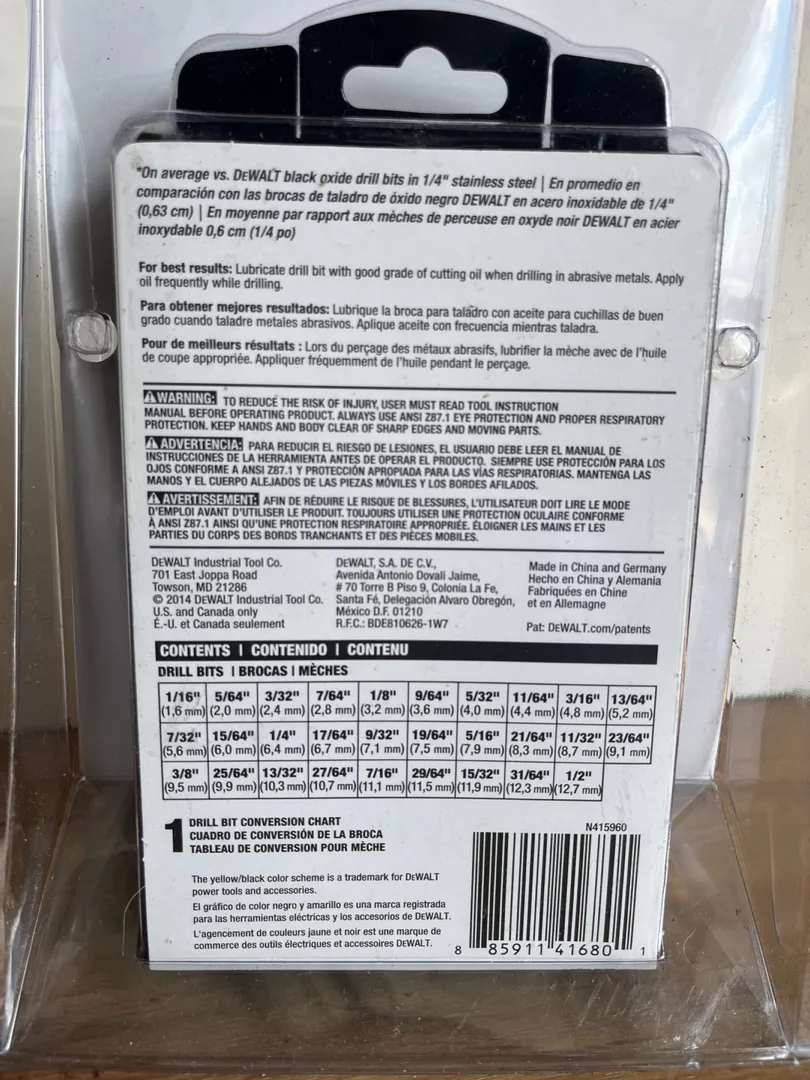 *On average vs. DEWALT black oxide drill bits in 1/4" stainless steel | En promedio en
comparación con las brocas de taladro de óxido negro DEWALT en acero inoxidable de 1/4"
(0,63 cm) | En moyenne par rapport aux mèches de perceuse en oxyde noir DEWALT en acier
inoxydable 0,6 cm (1/4 po)
For best results: Lubricate drill bit with good grade of cutting oil when drilling in abrasive metals. Apply
oil frequently while drilling.
Para obtener mejores resultados: Lubrique la broca para taladro con aceite para cuchillas de buen
grado cuando taladre metales abrasivos. Aplique aceite con frecuencia mientras taladra.
Pour de meilleurs résultats : Lors du perçage des métaux abrasifs, lubrifier la mèche avec de l'huile
de coupe appropriée. Appliquer fréquemment de l'huile pendant le perçage.
WARNING: TO REDUCE THE RISK OF INJURY, USER MUST READ TOOL INSTRUCTION
MANUAL BEFORE OPERATING PRODUCT. ALWAYS USE ANSI Z87.1 EYE PROTECTION AND PROPER RESPIRATORY
PROTECTION. KEEP HANDS AND BODY CLEAR OF SHARP EDGES AND MOVING PARTS.
ADVERTENCIA: PARA REDUCIR EL RIESGO DE LESIONES, EL USUARIO DEBE LEER EL MANUAL DE
INSTRUCCIONES DE LA HERRAMIENTA ANTES DE OPERAR EL PRODUCTO. SIEMPRE USE PROTECCIÓN PARA LOS
OJOS CONFORME A ANSI Z87.1 Y PROTECCIÓN APROPIADA PARA LAS VÍAS RESPIRATORIAS. MANTENGA LAS
MANOS Y EL CUERPO ALEJADOS DE LAS PIEZAS MÓVILES Y LOS BORDES AFILADOS.
AVERTISSEMENT: AFIN DE RÉDUIRE LE RISQUE DE BLESSURES, L'UTILISATEUR DOIT LIRE LE MODE
D'EMPLOI AVANT D'UTILISER LE PRODUIT. TOUJOURS UTILISER UNE PROTECTION OCULAIRE CONFORME
À ANSI Z87.1 AINSI QU'UNE PROTECTION RESPIRATOIRE APPROPRIÉE. ÉLOIGNER LES MAINS ET LES
PARTIES DU CORPS DES BORDS TRANCHANTS ET DES PIÈCES MOBILES.
DEWALT Industrial Tool Co.
701 East Joppa Road
Towson, MD 21286
© 2014 DEWALT Industrial Tool Co.
U.S. and Canada only
É.-U. et Canada seulement
DEWALT, S.A. DE C.V.,
Avenida Antonio Dovali Jaime,
# 70 Torre B Piso 9, Colonia La Fe,
Santa Fé, Delegación Alvaro Obregón,
México D.F. 01210
R.F.C.: BDE810626-1W7
Made in China and Germany
Hecho en China y Alemania
Fabriquées en Chine
et en Allemagne
Pat: DEWALT.com/patents
CONTENTS | CONTENIDO | CONTENU
DRILL BITS | BROCAS | MÈCHES
1/16" 5/64" 3/32" 7/64" 1/8" 9/64" 5/32" 11/64" 3/16" 13/64"
(1,6 mm) (2,0 mm) (2,4 mm) (2,8 mm) (3,2 mm) (3,6 mm) (4,0 mm) (4,4 mm) (4,8 mm) (5,2 mm)
7/32" 15/64" 1/4" 17/64" 9/32" 19/64" 5/16" 21/64" 11/32" 23/64"
(5,6 mm) (6,0 mm) (6,4 mm) (6,7 mm) (7,1 mm) (7,5 mm) (7,9 mm) (8,3 mm) (8,7 mm) (9,1 mm)
3/8" 25/64" 13/32" 27/64" 7/16" 29/64" 15/32" 31/64" 1/2"
(9,5 mm) (9,9 mm) (10,3 mm) (10,7 mm) (11,1 mm) (11,5 mm) (11,9 mm) (12,3 mm) (12,7 mm)
1 DRILL BIT CONVERSION CHART
CUADRO DE CONVERSIÓN DE LA BROCA
TABLEAU DE CONVERSION POUR MÈCHE
The yellow/black color scheme is a trademark for DEWALT
power tools and accessories.
El gráfico de color negro y amarillo es una marca registrada
para las herramientas eléctricas y los accesorios de DEWALT.
L'agencement de couleurs jaune et noir est une marque de
commerce des outils électriques et accessoires DEWALT.
N415960
8 85911 41680 1